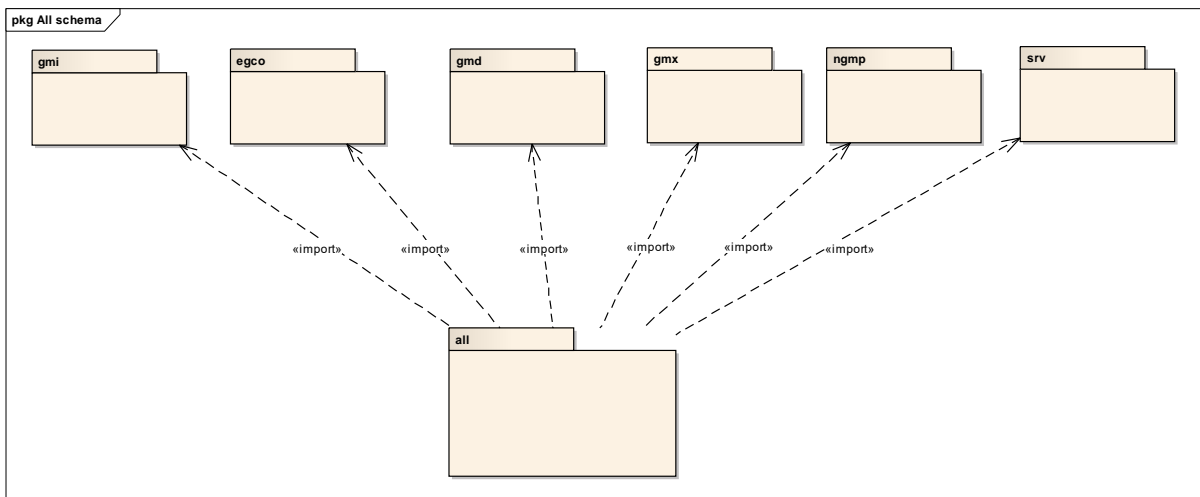 pkg All schema
gmi
egco
gmd
gmx
ngmp
srv
«import»
«import»
«import»
«import»
«import»
«import»
all